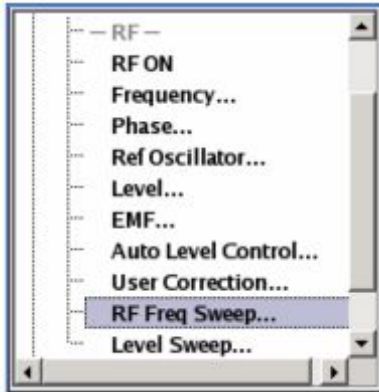 – RF –
RF ON
Frequency...
Phase...
Ref Oscillator...
Level...
EMF...
Auto Level Control...
User Correction...
RF Freq Sweep...
Level Sweep...